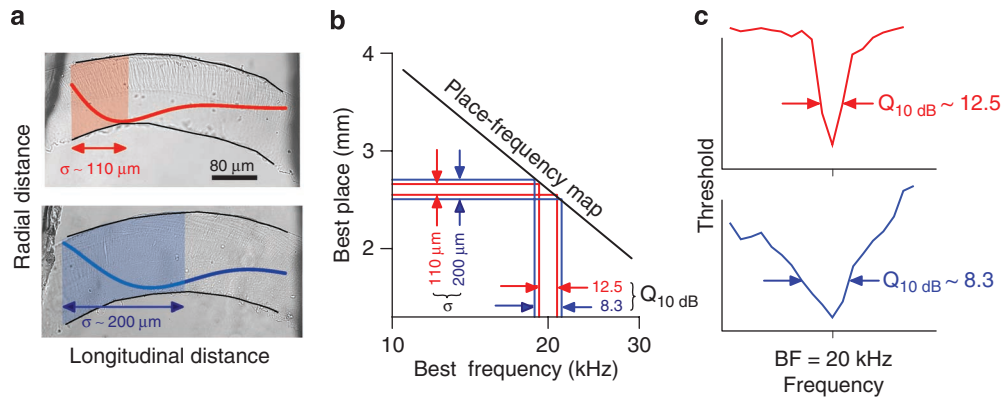 a
Radial distance
σ ~ 110 μm
80 μm
σ ~ 200 μm
Longitudinal distance
b
Best place (mm)
4
3
2
10
20
30
Best frequency (kHz)
Place-frequency map
110 μm
200 μm
σ
12.5
8.3
Q10 dB
c
Threshold
Q10 dB ~ 12.5
Q10 dB ~ 8.3
BF = 20 kHz
Frequency